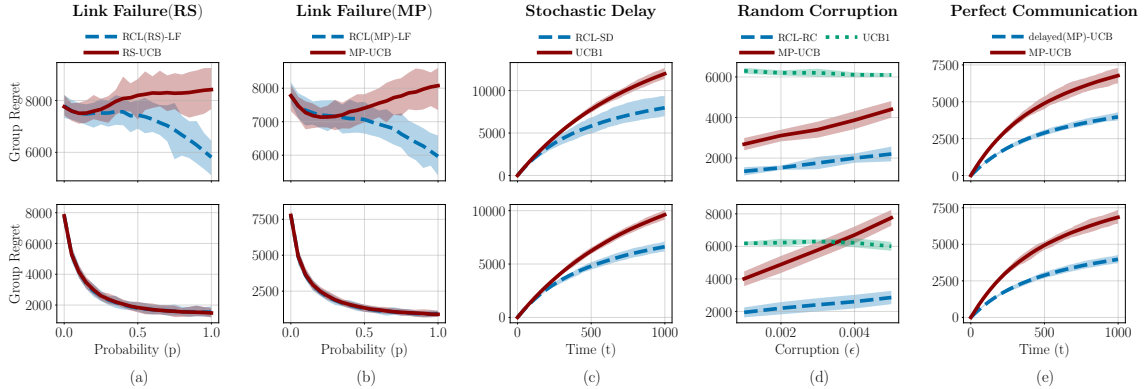 Link Failure(RS)
RCL(RS)-LF
RS-UCB
Link Failure(MP)
RCL(MP)-LF
MP-UCB
Stochastic Delay
RCL-SD
UCB1
Random Corruption
RCL-RC
UCB1
MP-UCB
Perfect Communication
delayed(MP)-UCB
MP-UCB
Group Regret
8000
6000
8000
7000
6000
10000
5000
0
6000
4000
2000
7500
5000
2500
0
Group Regret
8000
6000
4000
2000
0.0 0.5 1.0
Probability (p)
7500
5000
2500
0.0 0.5 1.0
Probability (p)
10000
5000
0
0 500 1000
Time (t)
8000
6000
4000
2000
0.002 0.004
Corruption (ϵ)
7500
5000
2500
0
0 500 1000
Time (t)
(a) (b) (c) (d) (e)